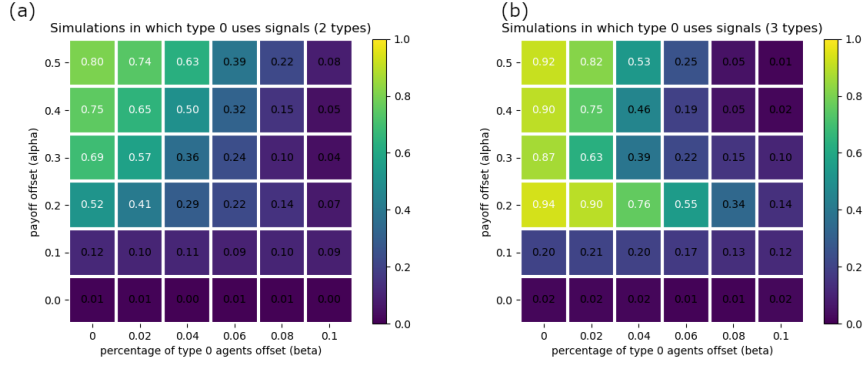 (a)
Simulations in which type 0 uses signals (2 types)
payoff offset (alpha)
0.5 0.80 0.74 0.63 0.39 0.22 0.08
0.4 0.75 0.65 0.50 0.32 0.15 0.05
0.3 0.69 0.57 0.36 0.24 0.10 0.04
0.2 0.52 0.41 0.29 0.22 0.14 0.07
0.1 0.12 0.10 0.11 0.09 0.10 0.09
0.0 0.01 0.01 0.00 0.01 0.01 0.00
0 0.02 0.04 0.06 0.08 0.1
percentage of type 0 agents offset (beta)
1.0
0.8
0.6
0.4
0.2
0.0
(b)
Simulations in which type 0 uses signals (3 types)
payoff offset (alpha)
0.5 0.92 0.82 0.53 0.25 0.05 0.01
0.4 0.90 0.75 0.46 0.19 0.05 0.02
0.3 0.87 0.63 0.39 0.22 0.15 0.10
0.2 0.94 0.90 0.76 0.55 0.34 0.14
0.1 0.20 0.21 0.20 0.17 0.13 0.12
0.0 0.02 0.02 0.02 0.01 0.01 0.02
0 0.02 0.04 0.06 0.08 0.1
percentage of type 0 agents offset (beta)
1.0
0.8
0.6
0.4
0.2
0.0